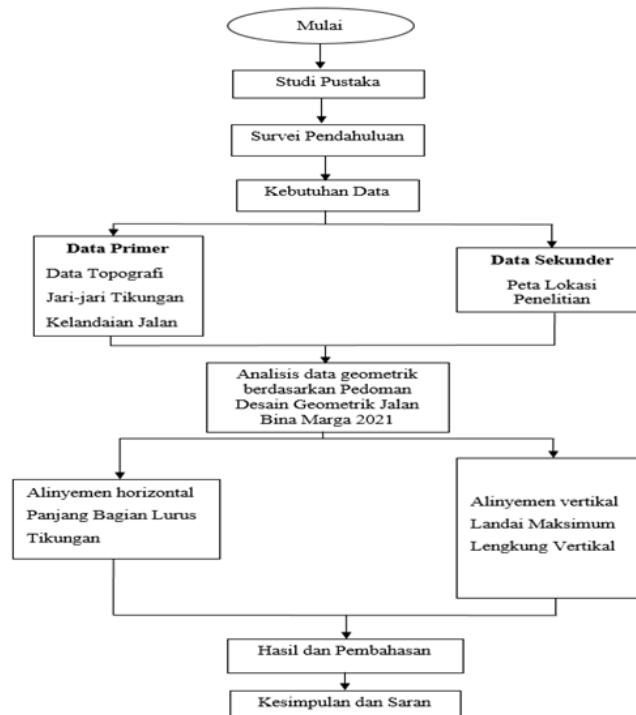 Mulai
Studi Pustaka
Survei Pendahuluan
Kebutuhan Data
Data Primer
Data Topografi
Jari-jari Tikungan
Kelandaian Jalan
Data Sekunder
Peta Lokasi
Penelitian
Analisis data geometrik
berdasarkan Pedoman
Desain Geometrik Jalan
Bina Marga 2021
Alinyemen horizontal
Panjang Bagian Lurus
Tikungan
Alinyemen vertikal
Landai Maksimum
Lengkung Vertikal
Hasil dan Pembahasan
Kesimpulan dan Saran